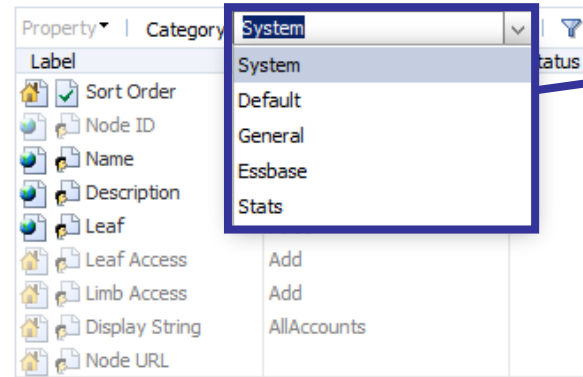 Property Category System
Label System tatus
Sort Order Default
Node ID General
Name Essbase
Description Stats
Leaf
Leaf Access Add
Limb Access Add
Display String AllAccounts
Node URL